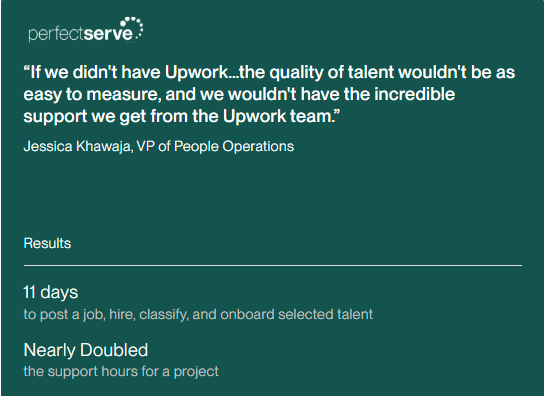 perfectserve
“If we didn't have Upwork...the quality of talent wouldn't be as
easy to measure, and we wouldn't have the incredible
support we get from the Upwork team.”
Jessica Khawaja, VP of People Operations
Results
11 days
to post a job, hire, classify, and onboard selected talent
Nearly Doubled
the support hours for a project